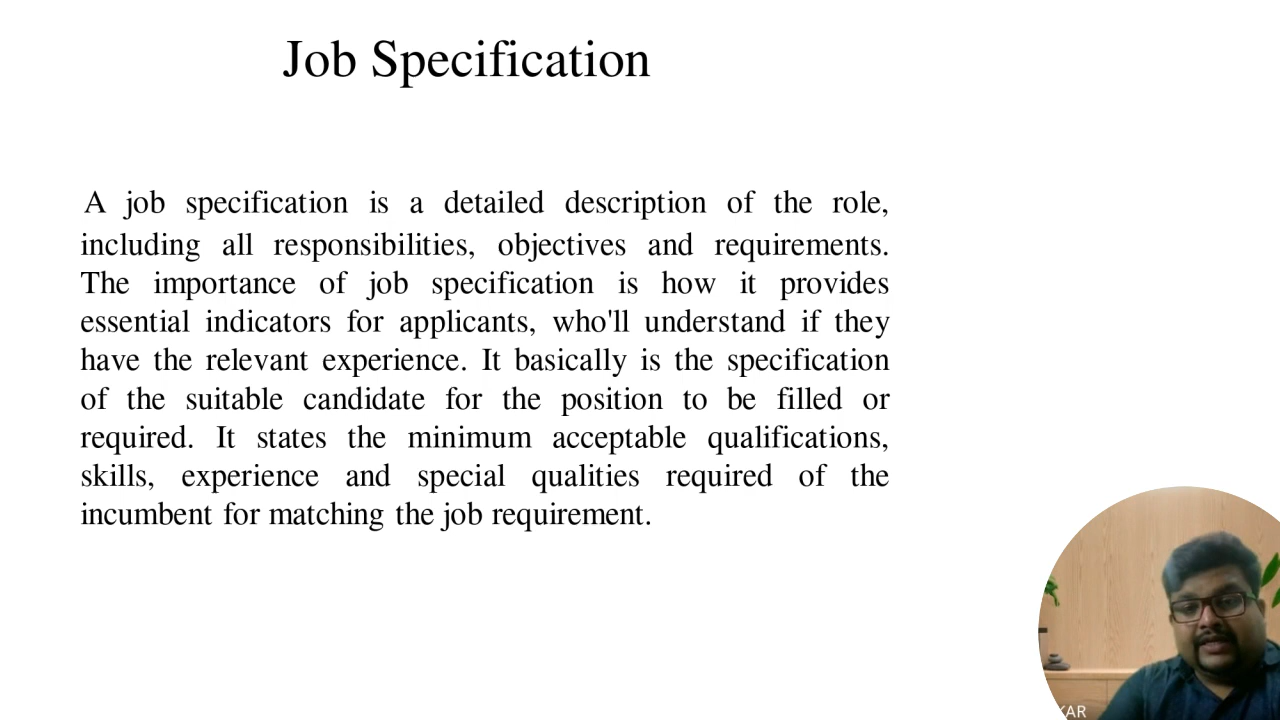 Job Specification
A job specification is a detailed description of the role,
including all responsibilities, objectives and requirements.
The importance of job specification is how it provides
essential indicators for applicants, who'll understand if they
have the relevant experience. It basically is the specification
of the suitable candidate for the position to be filled or
required. It states the minimum acceptable qualifications,
skills, experience and special qualities required of the
incumbent for matching the job requirement.
KAR